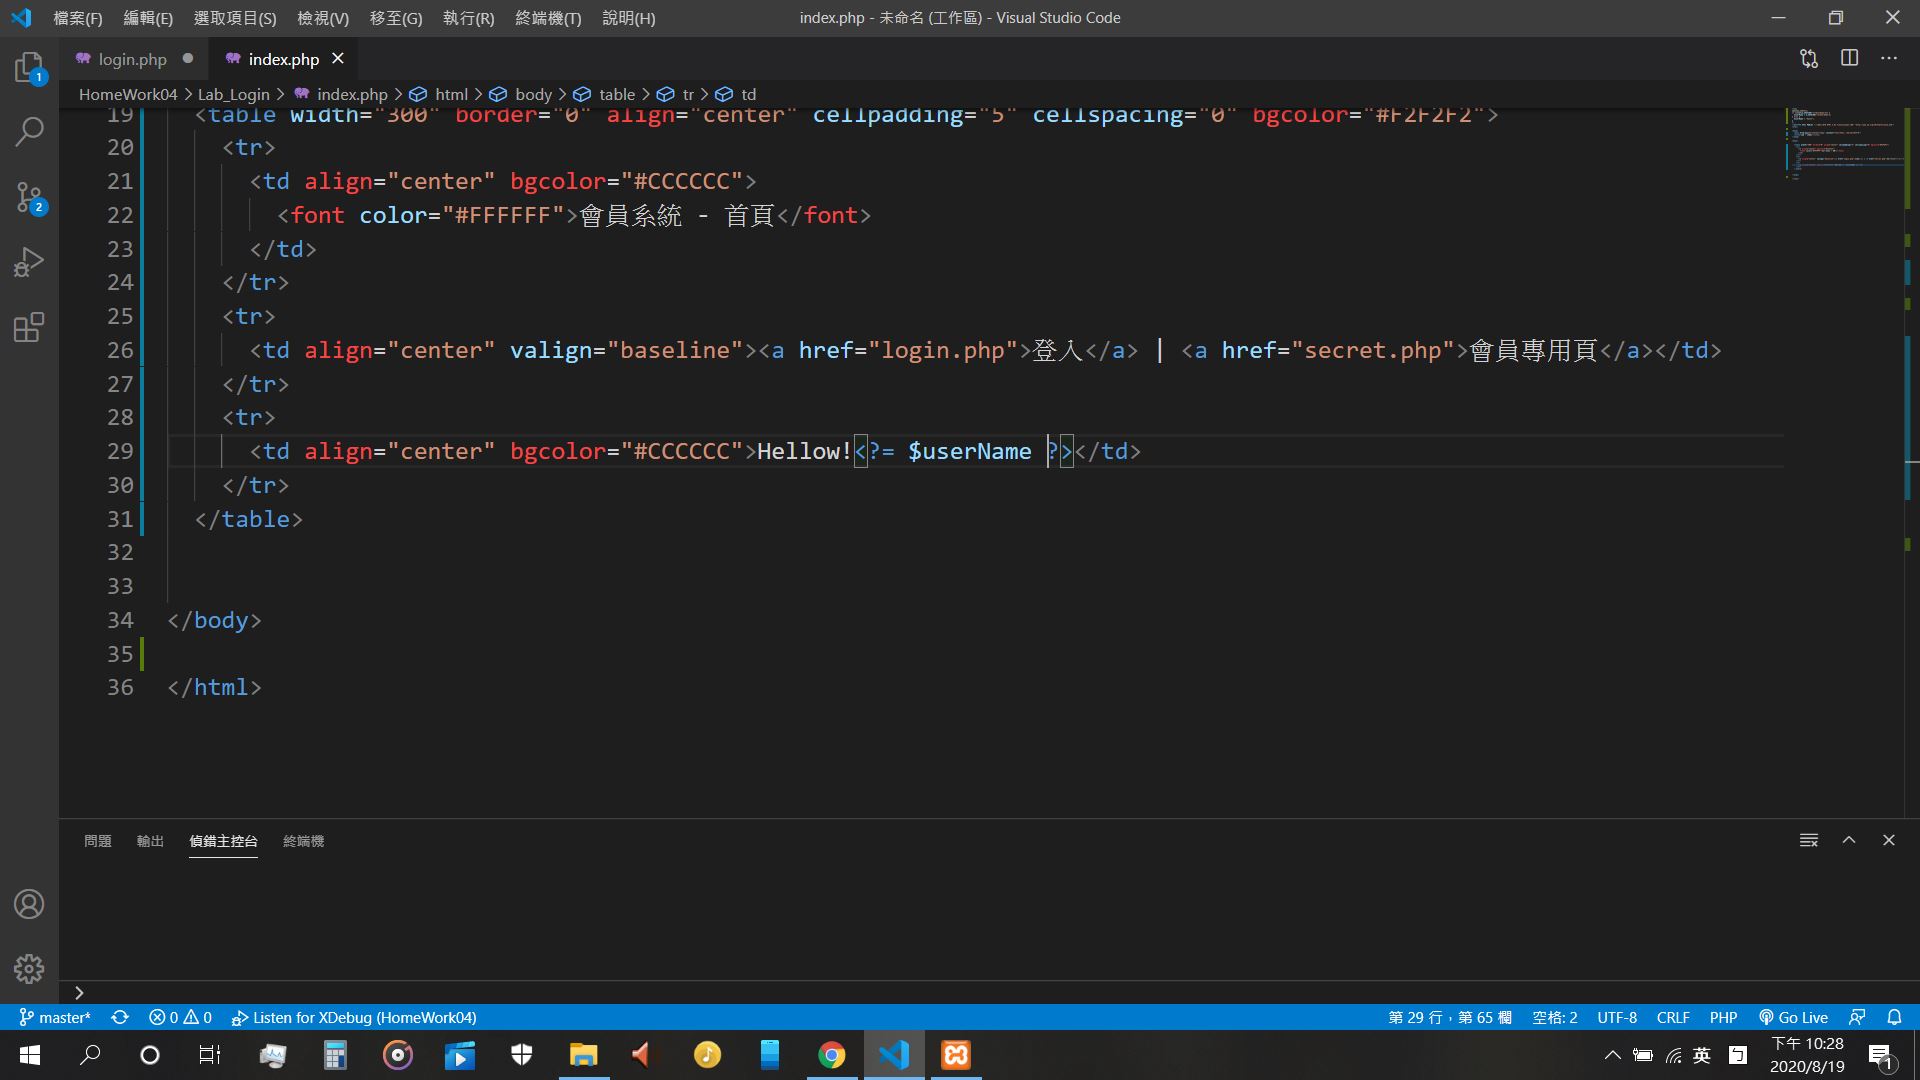 檔案(F) 編輯(E) 選取項目(S) 檢視(V) 移至(G) 執行(R) 終端機(T) 說明(H) index.php - 未命名 (工作區) - Visual Studio Code
login.php index.php
HomeWork04 > Lab_Login > index.php > html > body > table > tr > td
19 <table width="300" border="0" align="center" cellpadding="5" cellspacing="0" bgcolor="#F2F2F2">
20 <tr>
21 <td align="center" bgcolor="#CCCCCC">
22 <font color="#FFFFFF">會員系統 - 首頁</font>
23 </td>
24 </tr>
25 <tr>
26 <td align="center" valign="baseline"><a href="login.php">登入</a> | <a href="secret.php">會員專用頁</a></td>
27 </tr>
28 <tr>
29 <td align="center" bgcolor="#CCCCCC">Hellow!<?= $userName ?></td>
30 </tr>
31 </table>
32
33
34 </body>
35
36 </html>
1
2
問題 輸出 偵錯主控台 終端機
master* 0 0 Listen for XDebug (HomeWork04) 第 29 行，第 65 欄 空格: 2 UTF-8 CRLF PHP Go Live
英 下午 10:28
2020/8/19
1